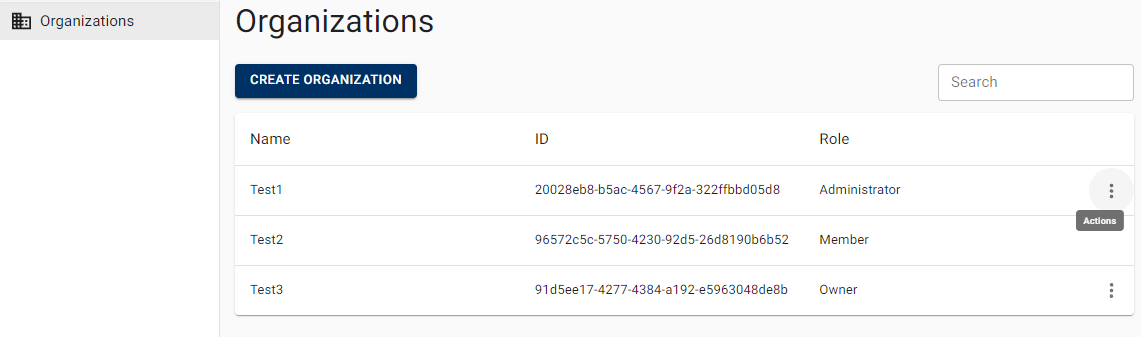 Organizations
Organizations
CREATE ORGANIZATION
Search
Name ID Role
Test1 20028eb8-b5ac-4567-9f2a-322ffbbd05d8 Administrator
Actions
Test2 96572c5c-5750-4230-92d5-26d8190b6b52 Member
Test3 91d5ee17-4277-4384-a192-e5963048de8b Owner